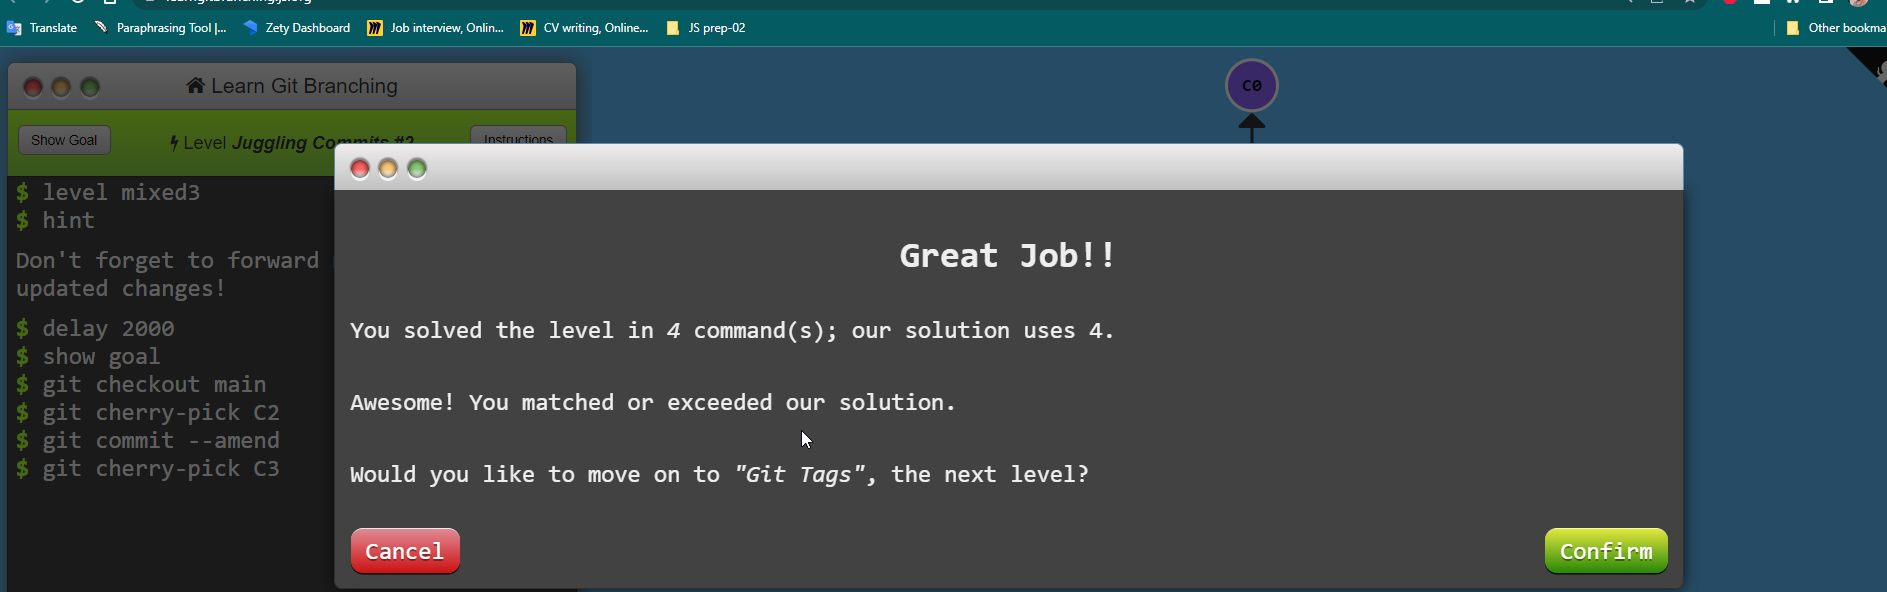 Translate
Paraphrasing Tool |...
Zety Dashboard
Job interview, Onlin...
CV writing, Online...
JS prep-02
Other bookma
Learn Git Branching
C0
Show Goal
Level Juggling Commits #2
Instructions
$ level mixed3
$ hint
Don't forget to forward
updated changes!
$ delay 2000
$ show goal
$ git checkout main
$ git cherry-pick C2
$ git commit --amend
$ git cherry-pick C3
Great Job!!
You solved the level in 4 command(s); our solution uses 4.
Awesome! You matched or exceeded our solution.
Would you like to move on to "Git Tags", the next level?
Cancel
Confirm